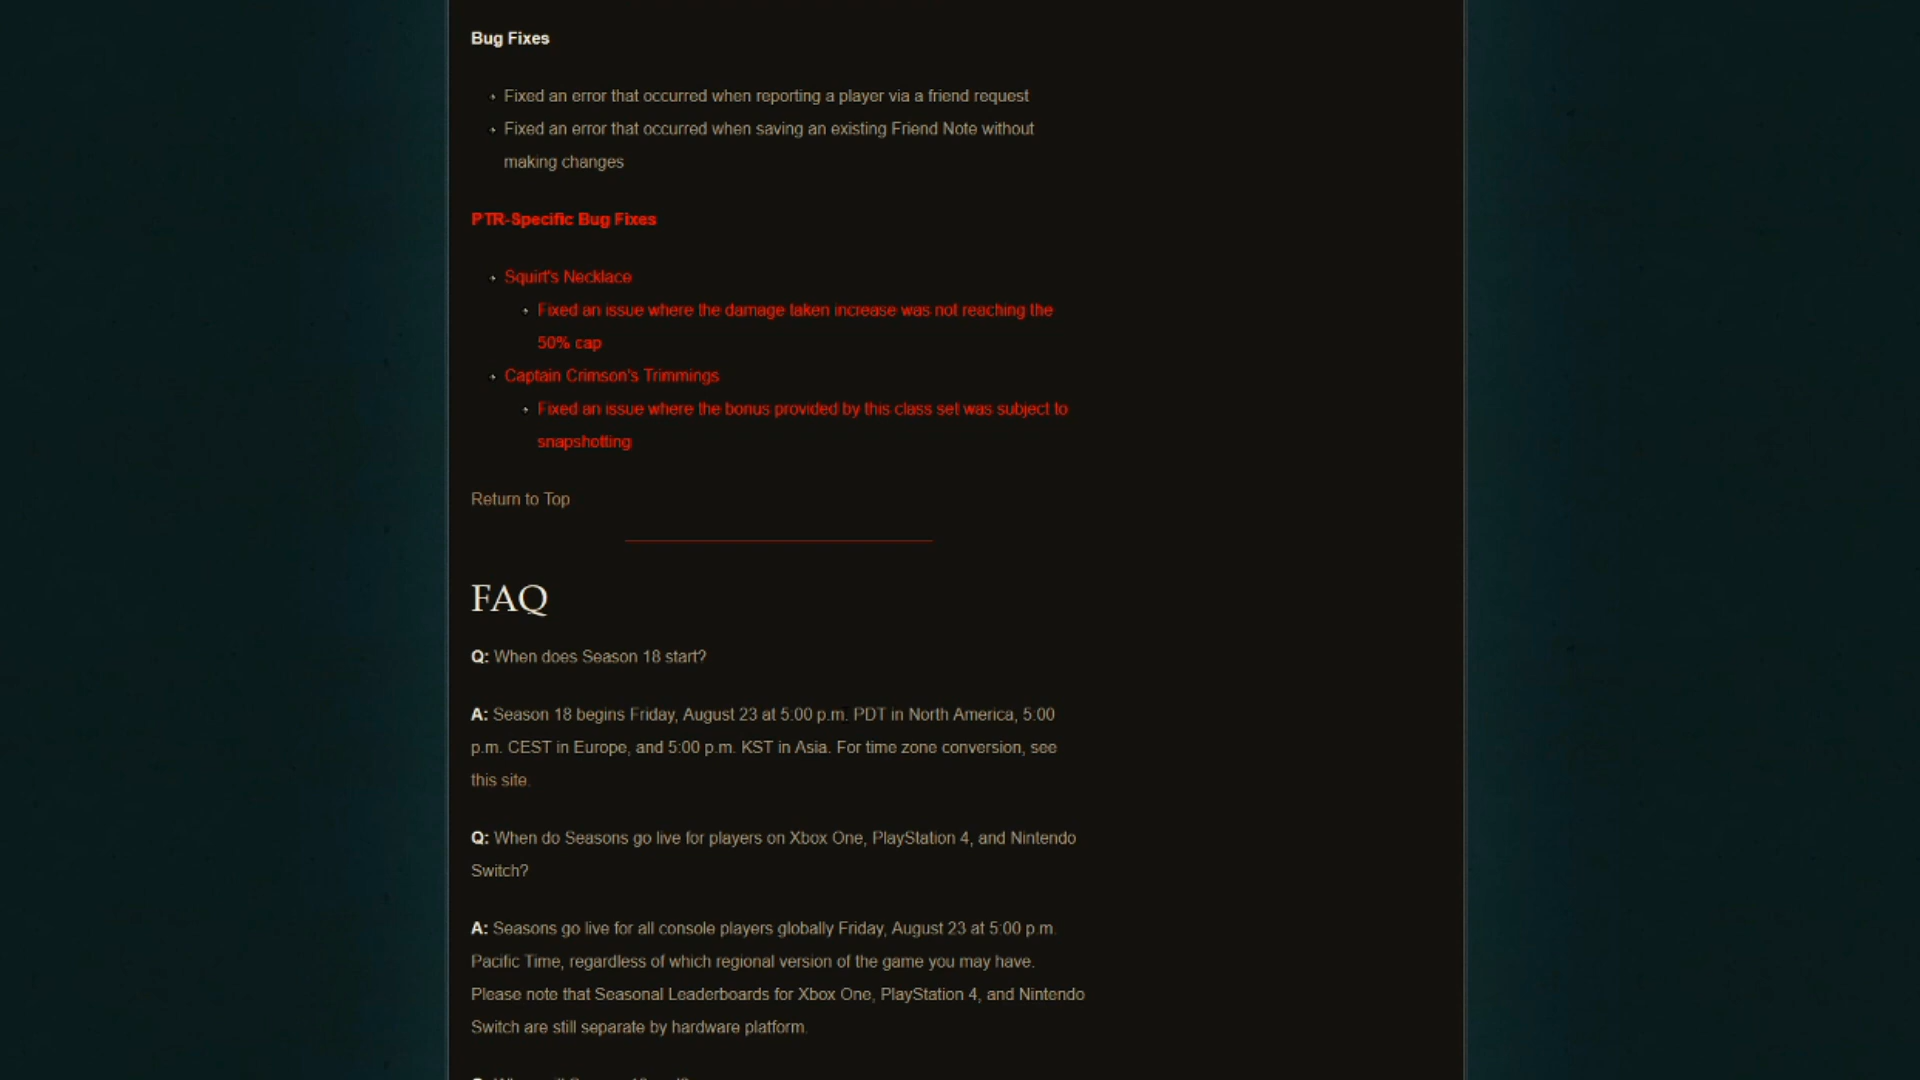 Bug Fixes
Fixed an error that occurred when reporting a player via a friend request
Fixed an error that occurred when saving an existing Friend Note without
making changes
PTR-Specific Bug Fixes
Squirt's Necklace
Fixed an issue where the damage taken increase was not reaching the
50% cap
Captain Crimson's Trimmings
Fixed an issue where the bonus provided by this class set was subject to
snapshotting
Return to Top
FAQ
Q: When does Season 18 start?
A: Season 18 begins Friday, August 23 at 5:00 p.m. PDT in North America, 5:00
p.m. CEST in Europe, and 5:00 p.m. KST in Asia. For time zone conversion, see
this site.
Q: When do Seasons go live for players on Xbox One, PlayStation 4, and Nintendo
Switch?
A: Seasons go live for all console players globally Friday, August 23 at 5:00 p.m.
Pacific Time, regardless of which regional version of the game you may have.
Please note that Seasonal Leaderboards for Xbox One, PlayStation 4, and Nintendo
Switch are still separate by hardware platform.